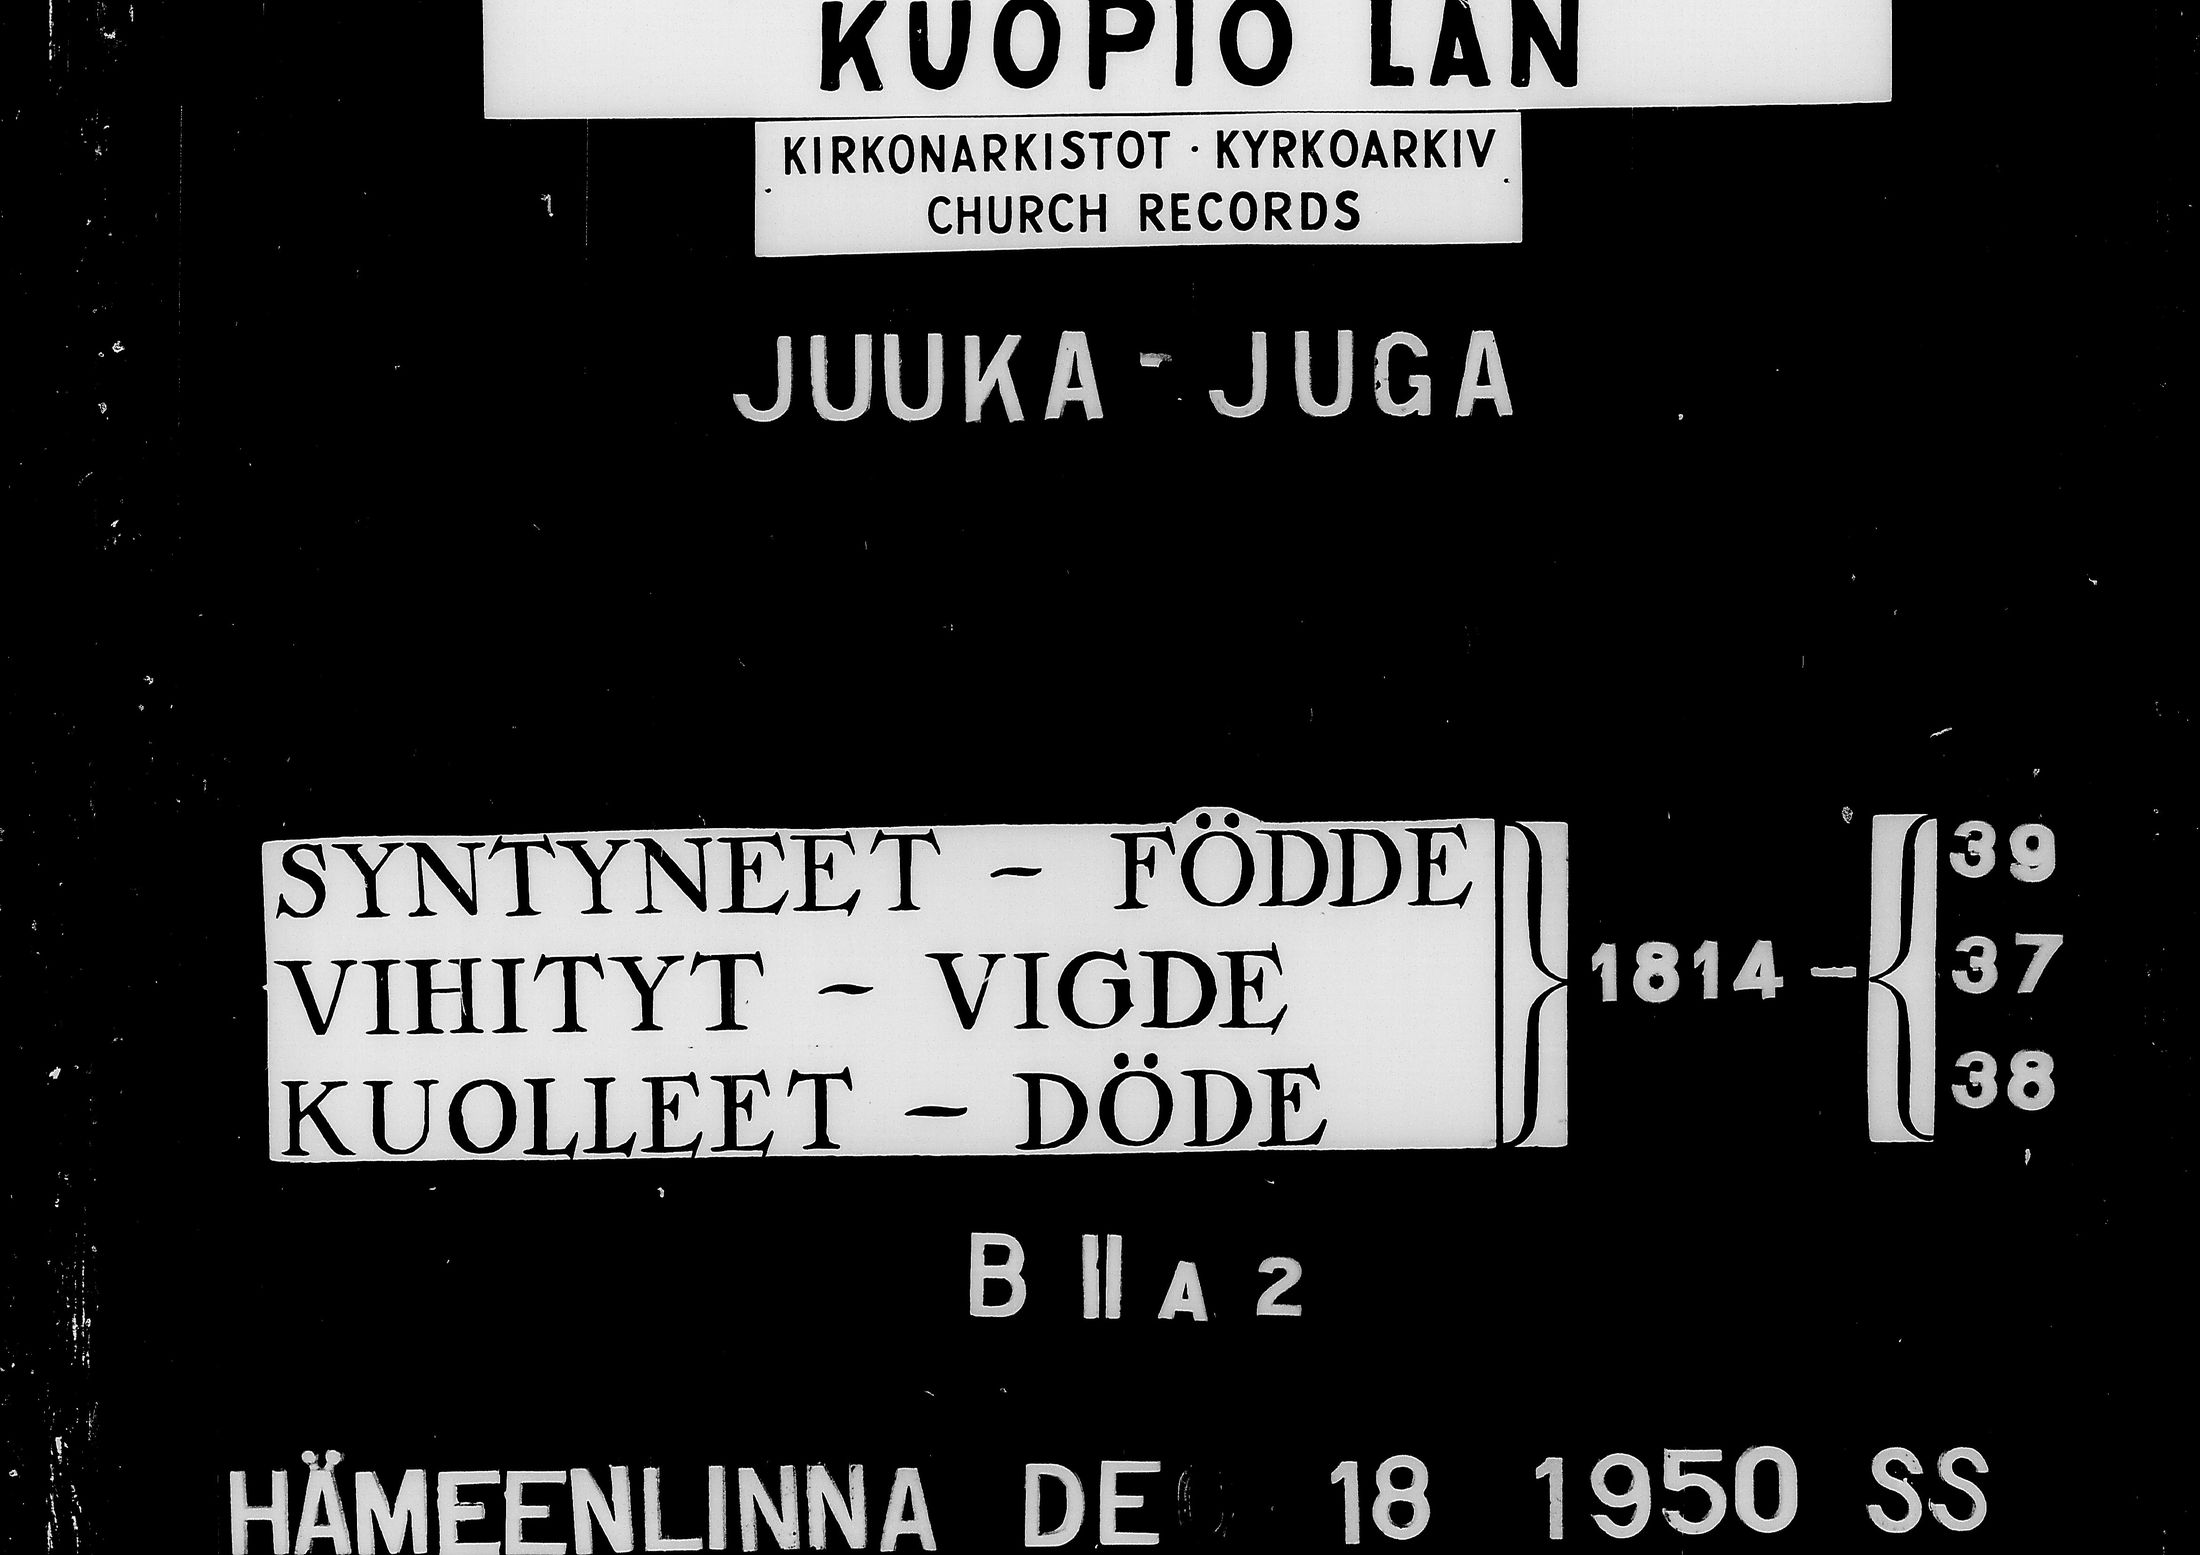 KUOPIO LÄN
KIRKONARKISTOT · KYRKOARKIV
CHURCH RECORDS
JUUKA - JUGA
SYNTYNEET - FÖDDE
VIHITYT - VIGDE
KUOLLEET - DÖDE
} 1814 - {
39
37
38
B II A 2
HÄMEENLINNA DE 18 1950 SS